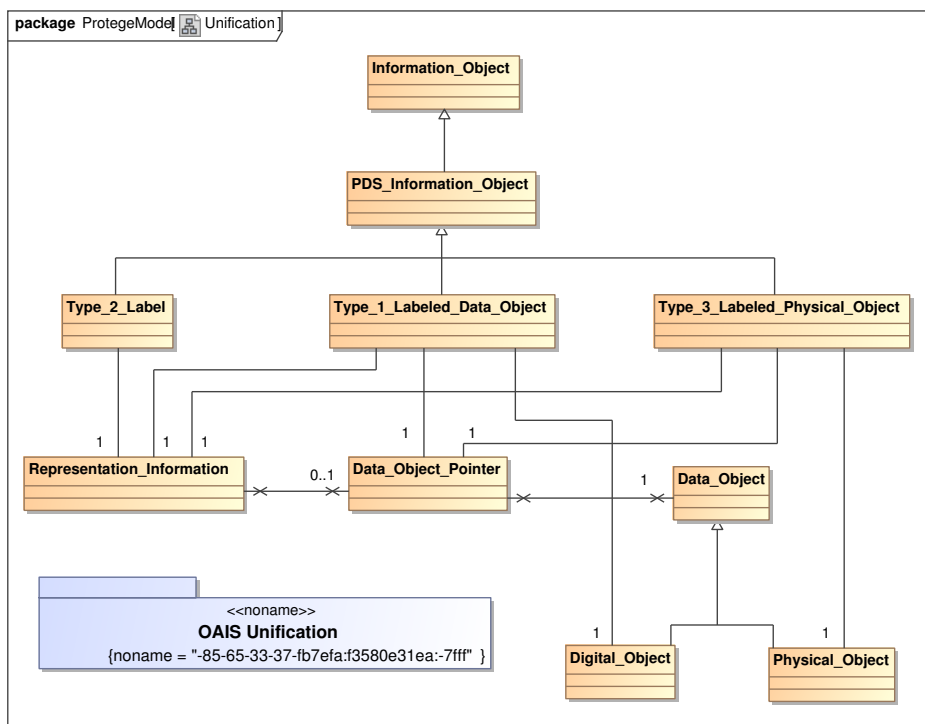 package ProtegeModel[ Unification ]
Information_Object
PDS_Information_Object
Type_2_Label
Type_1_Labeled_Data_Object
Type_3_Labeled_Physical_Object
1
1
1
1
1
Representation_Information
0..1
Data_Object_Pointer
1
Data_Object
<<noname>>
OAIS Unification
{noname = "-85-65-33-37-fb7efa:f3580e31ea:-7fff" }
1
1
Digital_Object
Physical_Object